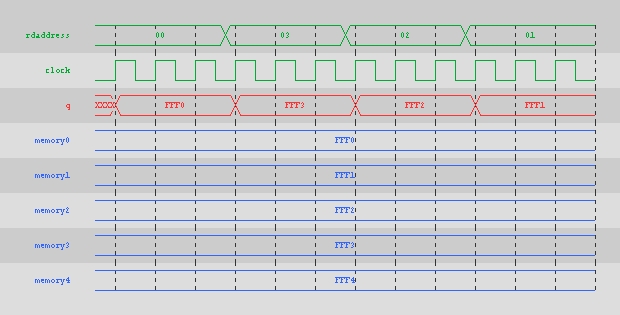 rdaddress 00 03 02 01
clock
q XXXX FFF0 FFF3 FFF2 FFF1
memory0 FFF0
memory1 FFF1
memory2 FFF2
memory3 FFF3
memory4 FFF4